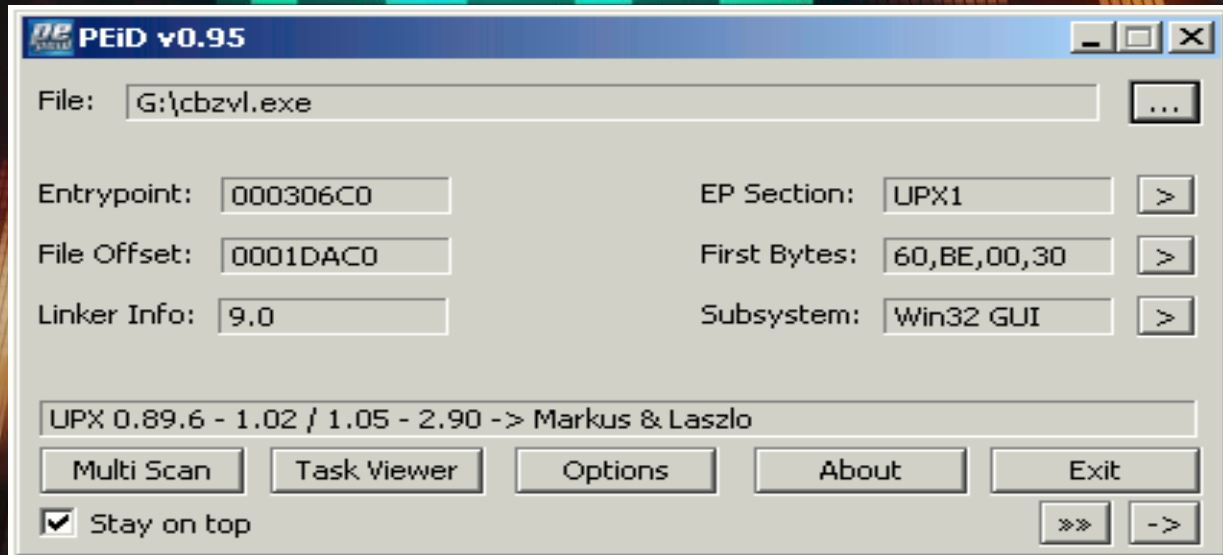 PEiD v0.95
File: G:\cbzvl.exe ...
Entrypoint: 000306C0 EP Section: UPX1 >
File Offset: 0001DAC0 First Bytes: 60,BE,00,30 >
Linker Info: 9.0 Subsystem: Win32 GUI >
UPX 0.89.6 - 1.02 / 1.05 - 2.90 -> Markus & Laszlo
Multi Scan Task Viewer Options About Exit
Stay on top »» ->